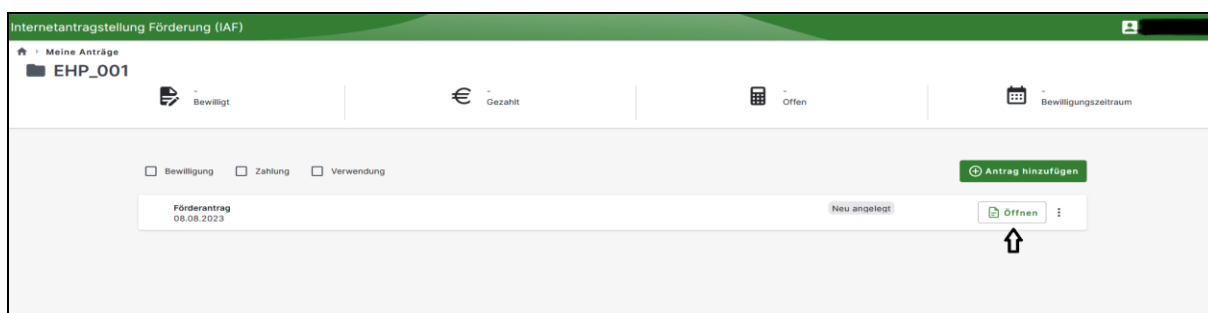 Internetantragstellung Förderung (IAF)
› Meine Anträge
EHP_001
-
Bewilligt
-
Gezahlt
-
Offen
-
Bewilligungszeitraum
Bewilligung Zahlung Verwendung
Antrag hinzufügen
Förderantrag
08.08.2023
Neu angelegt
Öffnen